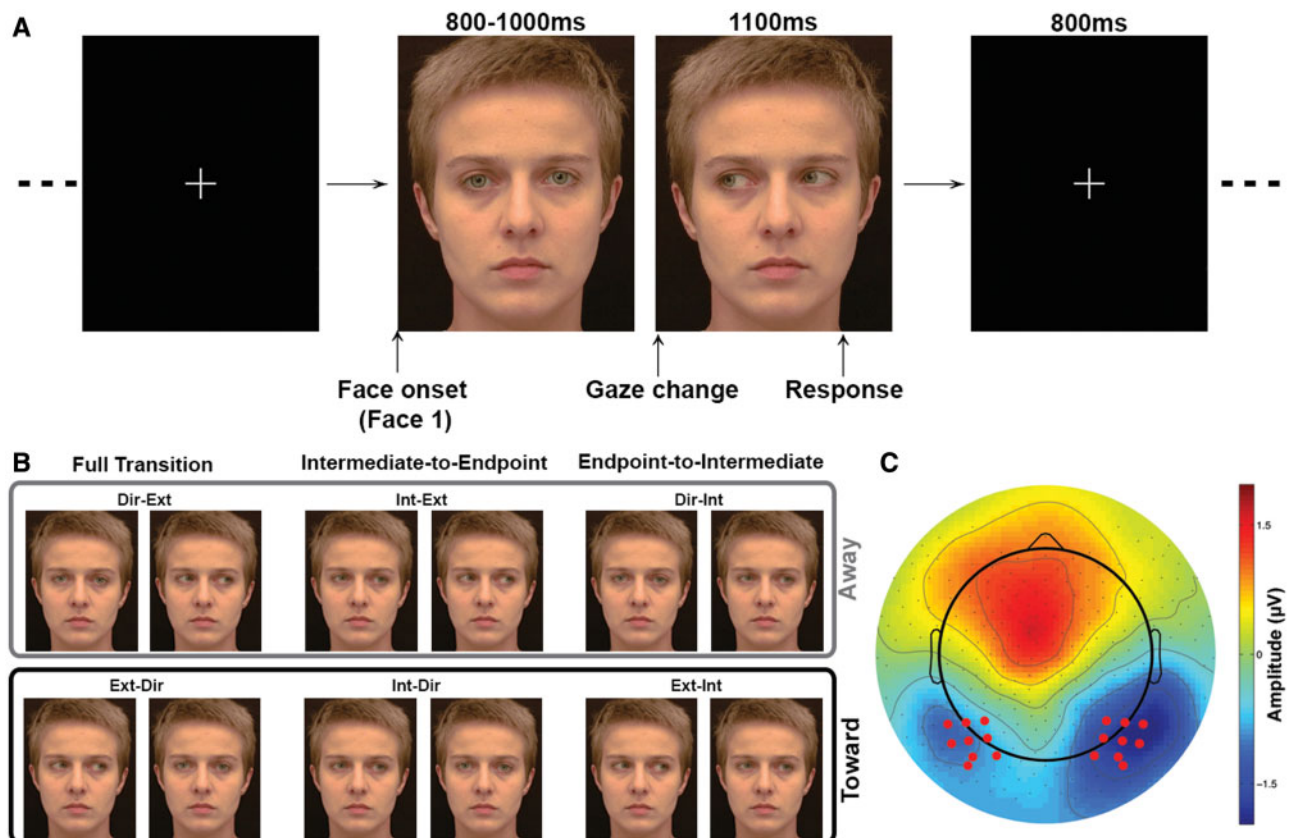 A
800-1000ms
1100ms
800ms
Face onset
(Face 1)
Gaze change
Response
B
Full Transition
Intermediate-to-Endpoint
Endpoint-to-Intermediate
Dir-Ext
Int-Ext
Dir-Int
Away
Ext-Dir
Int-Dir
Ext-Int
Toward
C
1.5
0
-1.5
Amplitude (µV)